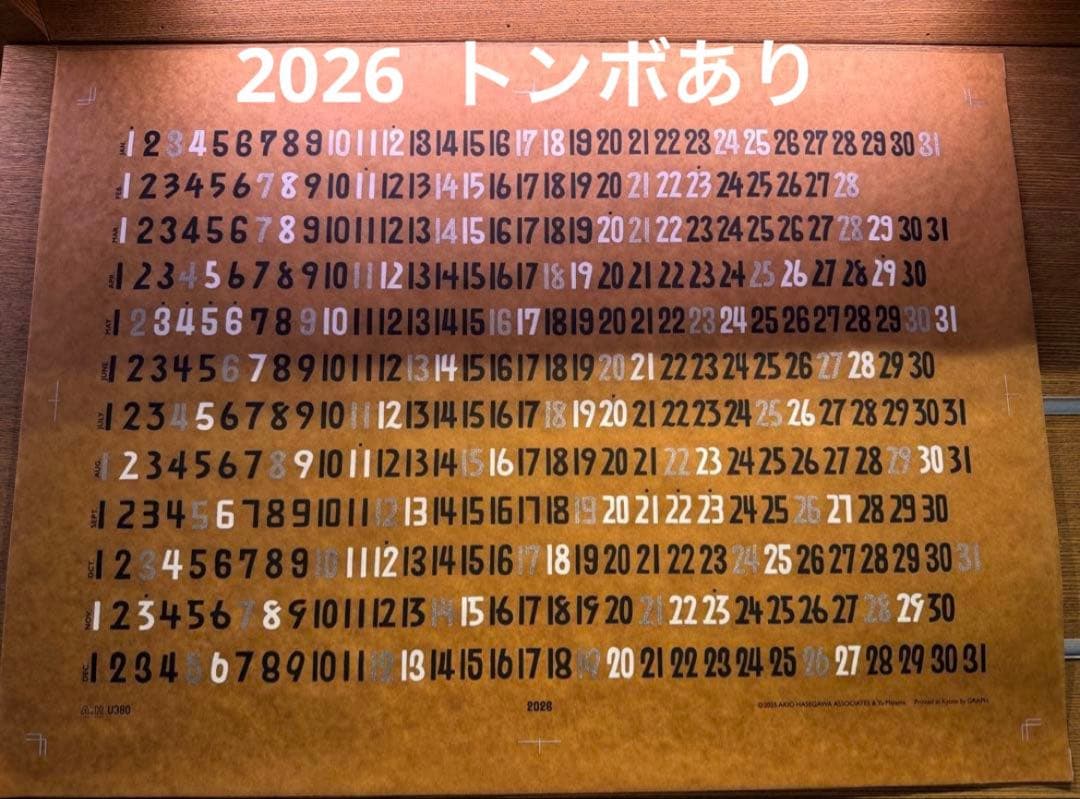 2026 トンボあり
JAN. 1 2 3 4 5 6 7 8 9 10 11 12 13 14 15 16 17 18 19 20 21 22 23 24 25 26 27 28 29 30 31
FEB. 1 2 3 4 5 6 7 8 9 10 11 12 13 14 15 16 17 18 19 20 21 22 23 24 25 26 27 28
MAR. 1 2 3 4 5 6 7 8 9 10 11 12 13 14 15 16 17 18 19 20 21 22 23 24 25 26 27 28 29 30 31
APR. 1 2 3 4 5 6 7 8 9 10 11 12 13 14 15 16 17 18 19 20 21 22 23 24 25 26 27 28 29 30
MAY 1 2 3 4 5 6 7 8 9 10 11 12 13 14 15 16 17 18 19 20 21 22 23 24 25 26 27 28 29 30 31
JUNE 1 2 3 4 5 6 7 8 9 10 11 12 13 14 15 16 17 18 19 20 21 22 23 24 25 26 27 28 29 30
JULY 1 2 3 4 5 6 7 8 9 10 11 12 13 14 15 16 17 18 19 20 21 22 23 24 25 26 27 28 29 30 31
AUG. 1 2 3 4 5 6 7 8 9 10 11 12 13 14 15 16 17 18 19 20 21 22 23 24 25 26 27 28 29 30 31
SEPT. 1 2 3 4 5 6 7 8 9 10 11 12 13 14 15 16 17 18 19 20 21 22 23 24 25 26 27 28 29 30
OCT. 1 2 3 4 5 6 7 8 9 10 11 12 13 14 15 16 17 18 19 20 21 22 23 24 25 26 27 28 29 30 31
NOV. 1 2 3 4 5 6 7 8 9 10 11 12 13 14 15 16 17 18 19 20 21 22 23 24 25 26 27 28 29 30
DEC. 1 2 3 4 5 6 7 8 9 10 11 12 13 14 15 16 17 18 19 20 21 22 23 24 25 26 27 28 29 30 31
U380
2026
©2025 AKIO HASEGAWA ASSOCIATES & Yu Miyama Printed in Kyoto by GRAPH